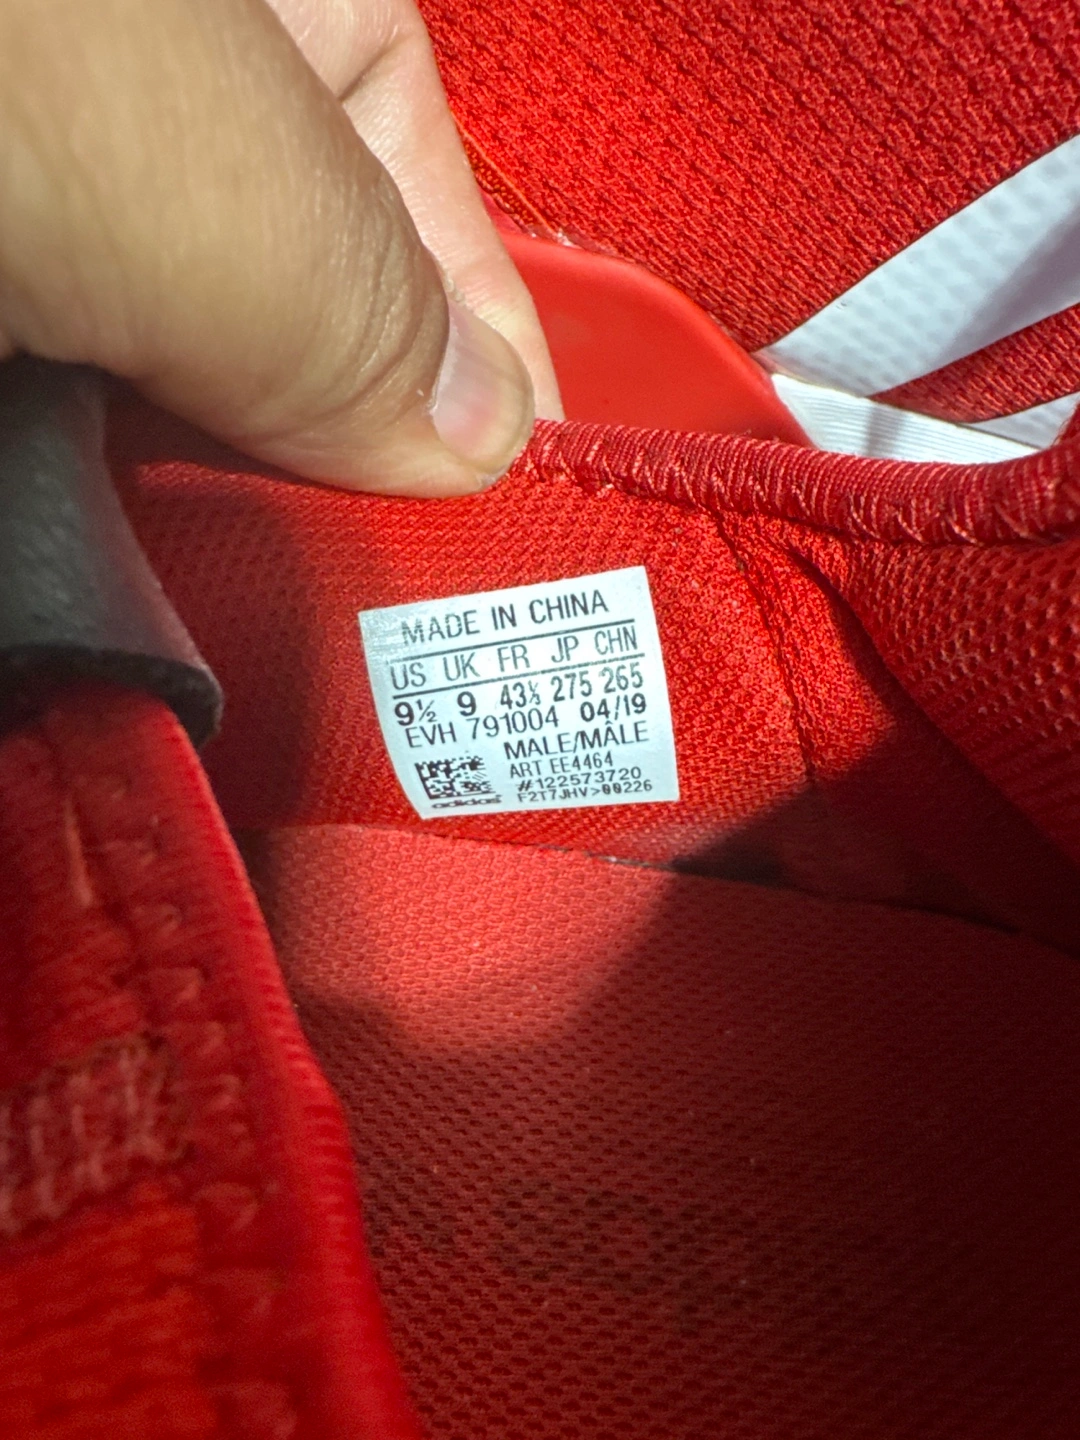 MADE IN CHINA
US UK FR JP CHN
9½ 9 43⅓ 275 265
EVH 791004 04/19
MALE/MÂLE
ART EE4464
#122573720
F2T7JHV>00226
adidas